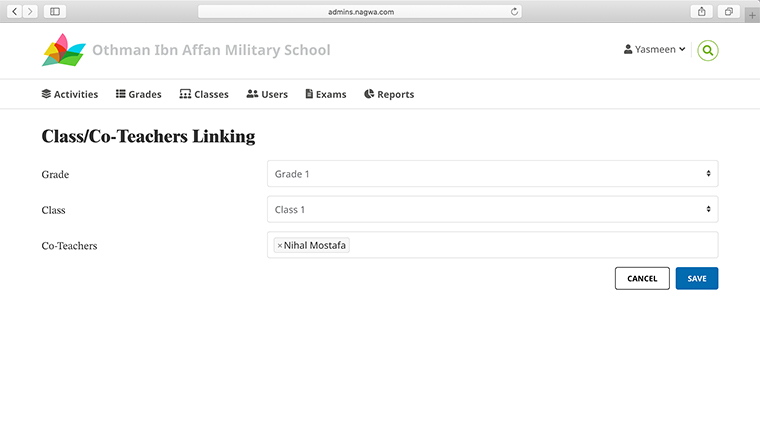 admins.nagwa.com
Othman Ibn Affan Military School
Yasmeen
Activities Grades Classes Users Exams Reports
Class/Co-Teachers Linking
Grade Grade 1
Class Class 1
Co-Teachers ×Nihal Mostafa
CANCEL SAVE